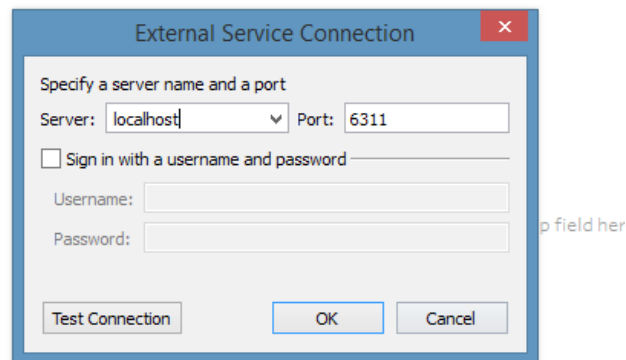 External Service Connection
Specify a server name and a port
Server: localhost Port: 6311
Sign in with a username and password
Username:
p field her
Password:
Test Connection OK Cancel